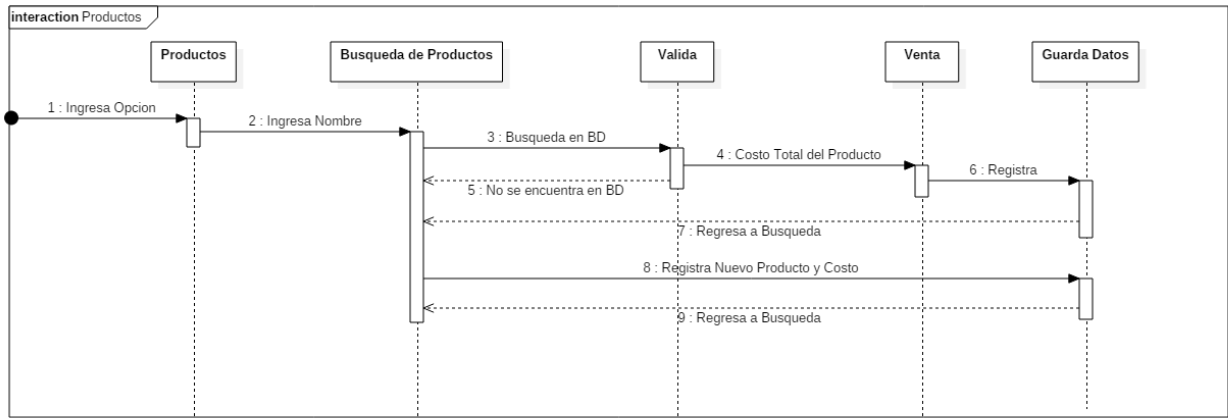 interaction Productos
Productos
Busqueda de Productos
Valida
Venta
Guarda Datos
1 : Ingresa Opcion
2 : Ingresa Nombre
3 : Busqueda en BD
4 : Costo Total del Producto
5 : No se encuentra en BD
6 : Registra
7 : Regresa a Busqueda
8 : Registra Nuevo Producto y Costo
9 : Regresa a Busqueda